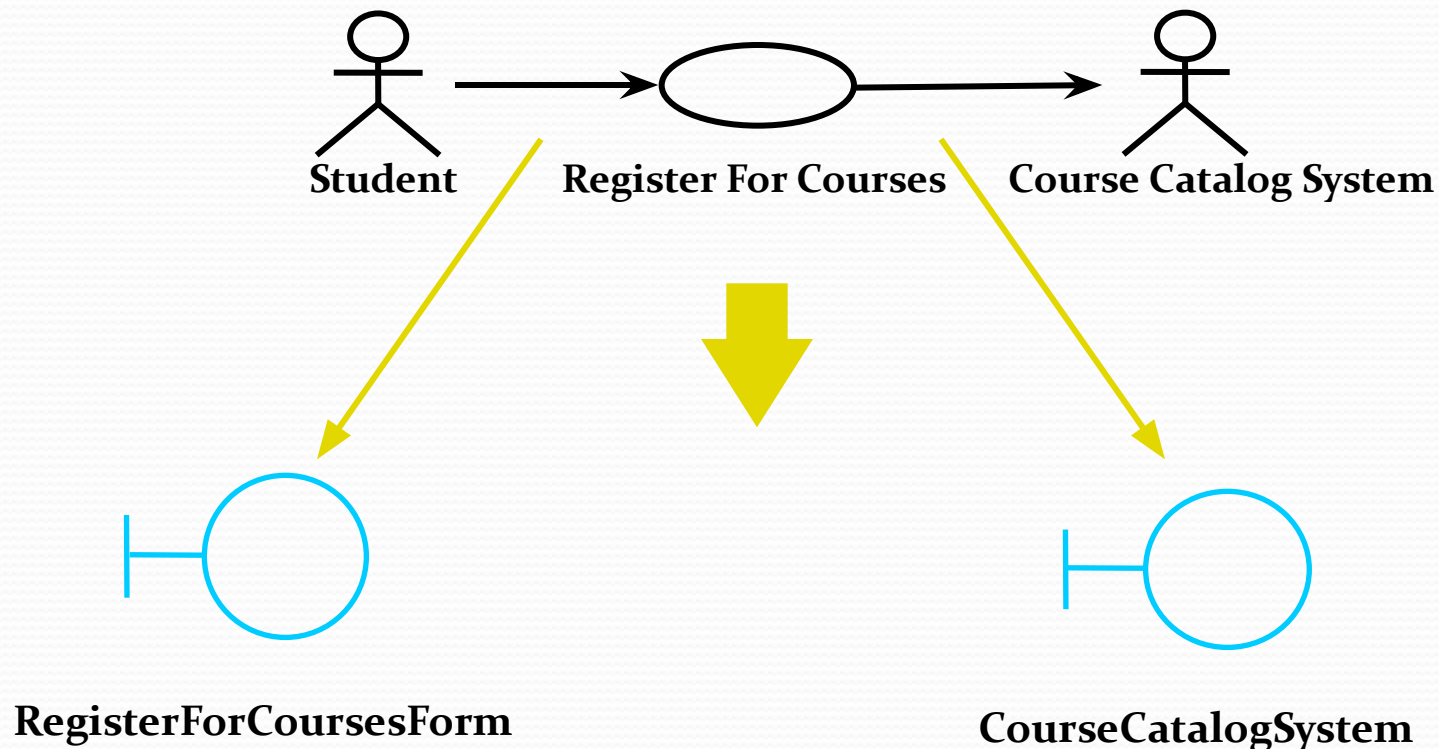 Student
Register For Courses
Course Catalog System
RegisterForCoursesForm
CourseCatalogSystem